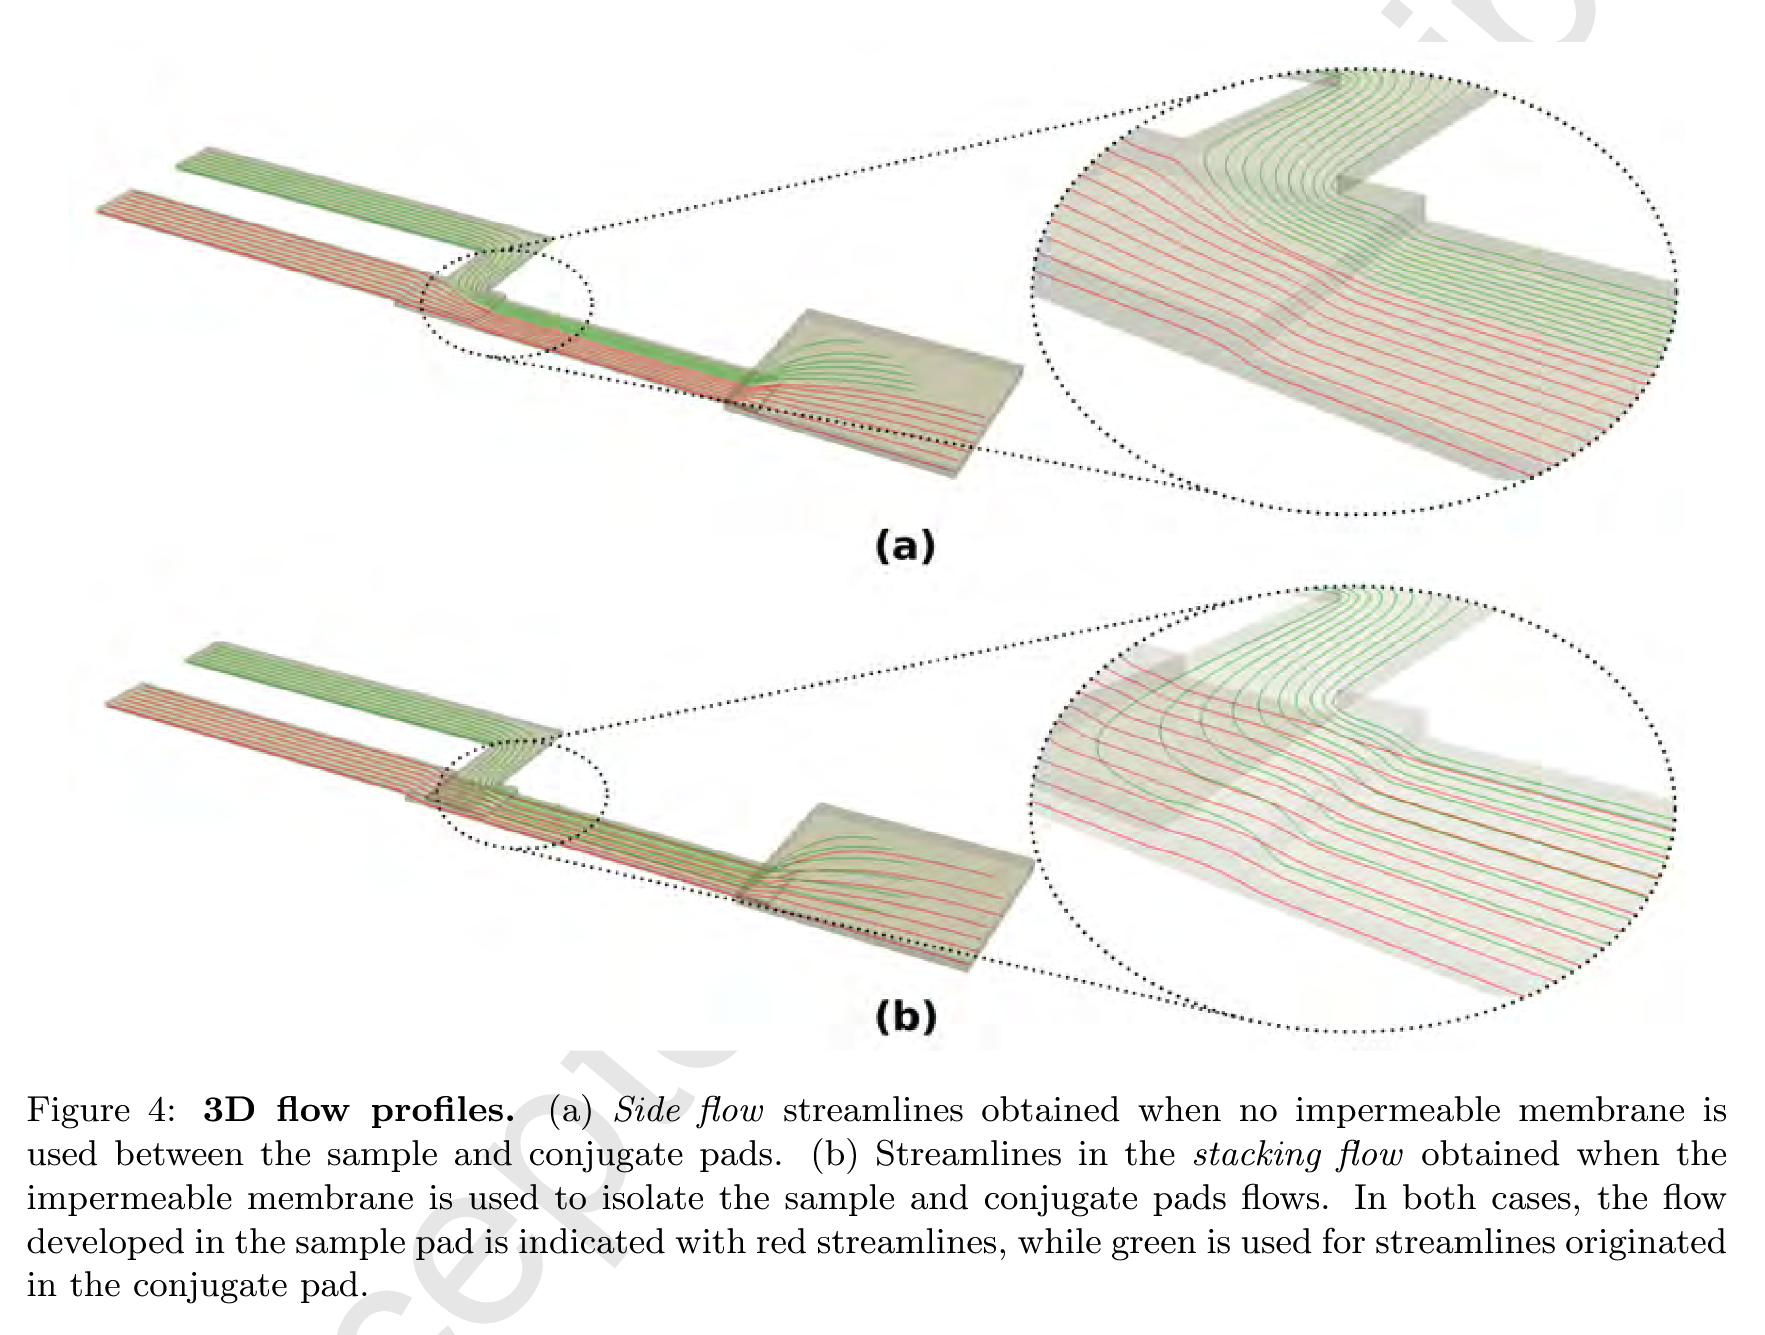 (a)
(b)
Figure 4: 3D flow profiles. (a) Side flow streamlines obtained when no impermeable membrane is
used between the sample and conjugate pads. (b) Streamlines in the stacking flow obtained when the
impermeable membrane is used to isolate the sample and conjugate pads flows. In both cases, the flow
developed in the sample pad is indicated with red streamlines, while green is used for streamlines originated
in the conjugate pad.